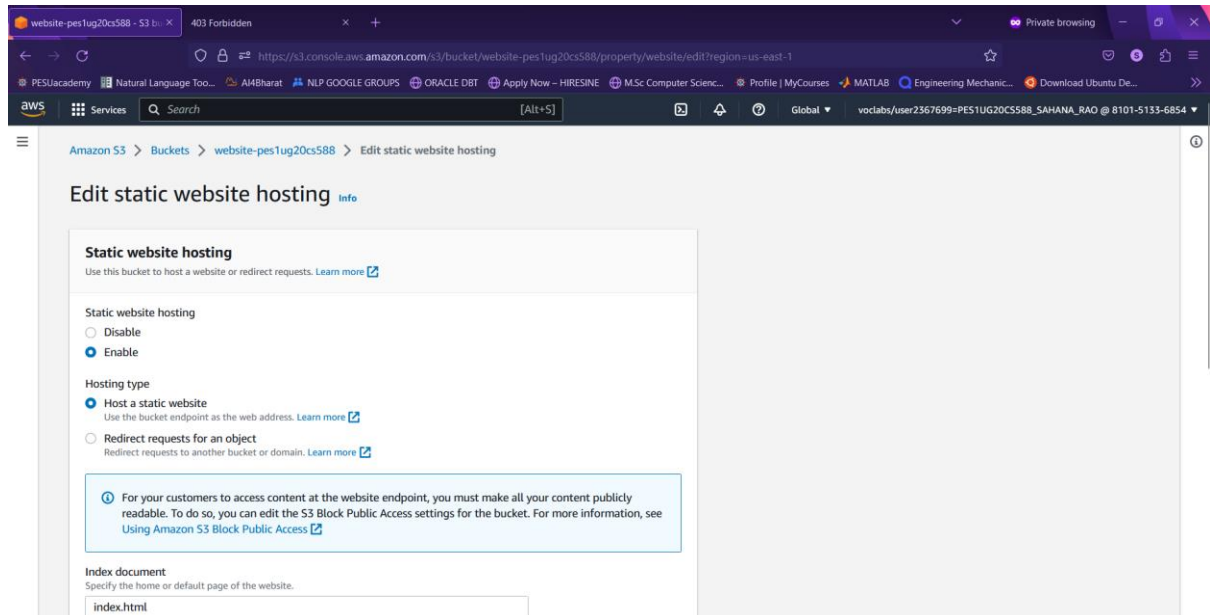 website-pes1ug20cs588 - S3 bu
403 Forbidden
Private browsing
https://s3.console.aws.amazon.com/s3/bucket/website-pes1ug20cs588/property/website/edit?region=us-east-1
PESUacademy Natural Language Too... AI4Bharat NLP GOOGLE GROUPS ORACLE DBT Apply Now – HIRESINE M.Sc Computer Scienc... Profile | MyCourses MATLAB Engineering Mechanic... Download Ubuntu De...
aws Services Search [Alt+S] Global voclabs/user2367699=PES1UG20CS588_SAHANA_RAO @ 8101-5133-6854
Amazon S3 > Buckets > website-pes1ug20cs588 > Edit static website hosting
Edit static website hosting Info
Static website hosting
Use this bucket to host a website or redirect requests. Learn more
Static website hosting
Disable
Enable
Hosting type
Host a static website
Use the bucket endpoint as the web address. Learn more
Redirect requests for an object
Redirect requests to another bucket or domain. Learn more
For your customers to access content at the website endpoint, you must make all your content publicly
readable. To do so, you can edit the S3 Block Public Access settings for the bucket. For more information, see
Using Amazon S3 Block Public Access
Index document
Specify the home or default page of the website.
index.html